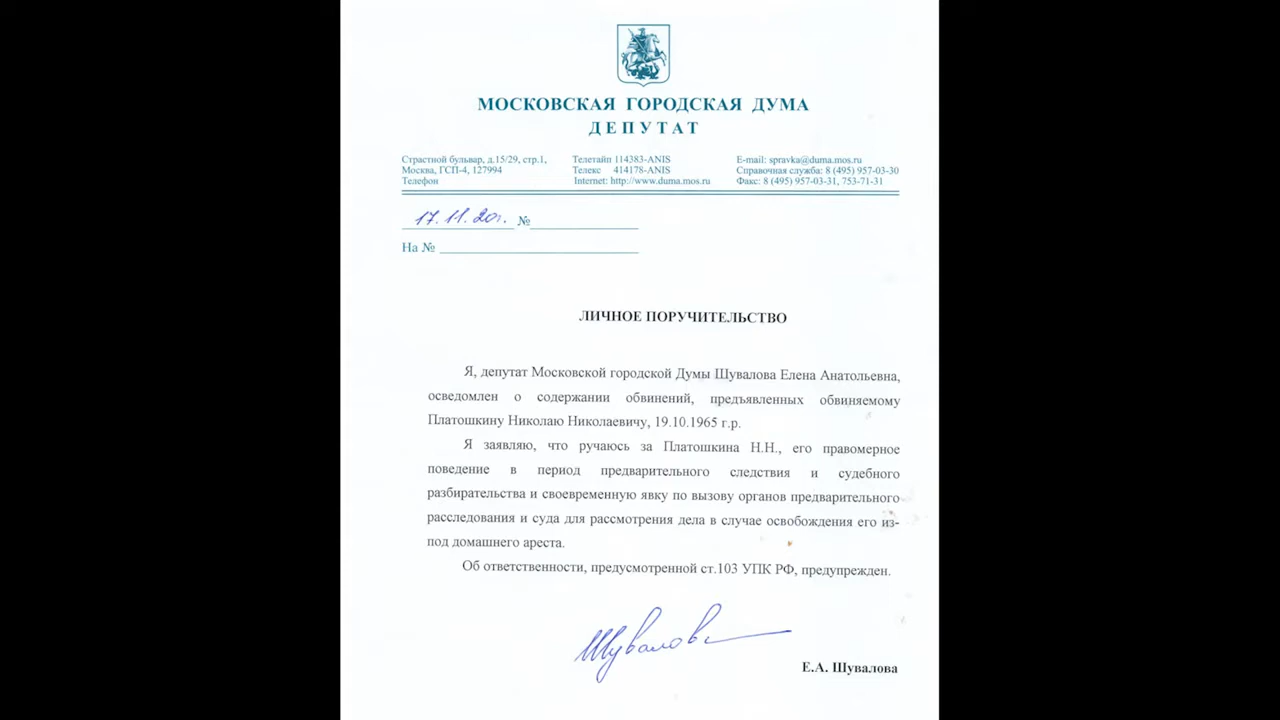 МОСКОВСКАЯ ГОРОДСКАЯ ДУМА
ДЕПУТАТ
Страстной бульвар, д.15/29, стр.1,
Москва, ГСП-4, 127994
Телефон
Телетайп 114383-ANIS
Телекс 414178-ANIS
Internet: http://www.duma.mos.ru
E-mail: spravka@duma.mos.ru
Справочная служба: 8 (495) 957-03-30
Факс: 8 (495) 957-03-31, 753-71-31
17.11.20г. №
На №
ЛИЧНОЕ ПОРУЧИТЕЛЬСТВО
Я, депутат Московской городской Думы Шувалова Елена Анатольевна,
осведомлен о содержании обвинений, предъявленных обвиняемому
Платошкину Николаю Николаевичу, 19.10.1965 г.р.
Я заявляю, что ручаюсь за Платошкина Н.Н., его правомерное
поведение в период предварительного следствия и судебного
разбирательства и своевременную явку по вызову органов предварительного
расследования и суда для рассмотрения дела в случае освобождения его из-
под домашнего ареста.
Об ответственности, предусмотренной ст.103 УПК РФ, предупрежден.
Шувалова
Е.А. Шувалова